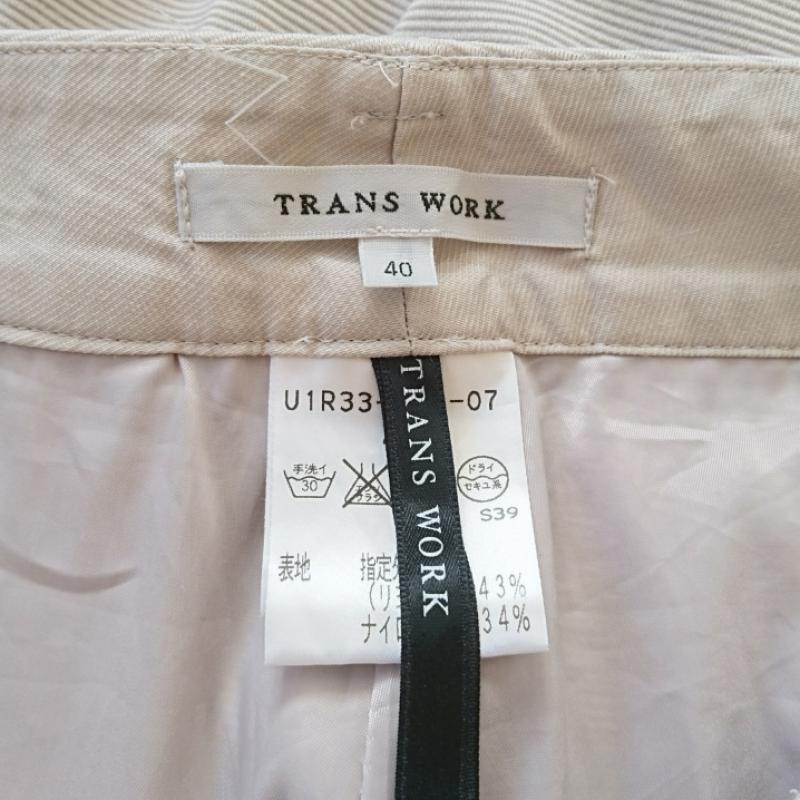 TRANS WORK
40
U1R33- -07
TRANS WORK
手洗イ
30
ドライ
セキユ系
S39
表地 指定
(リ 43%
ナイロ 34%